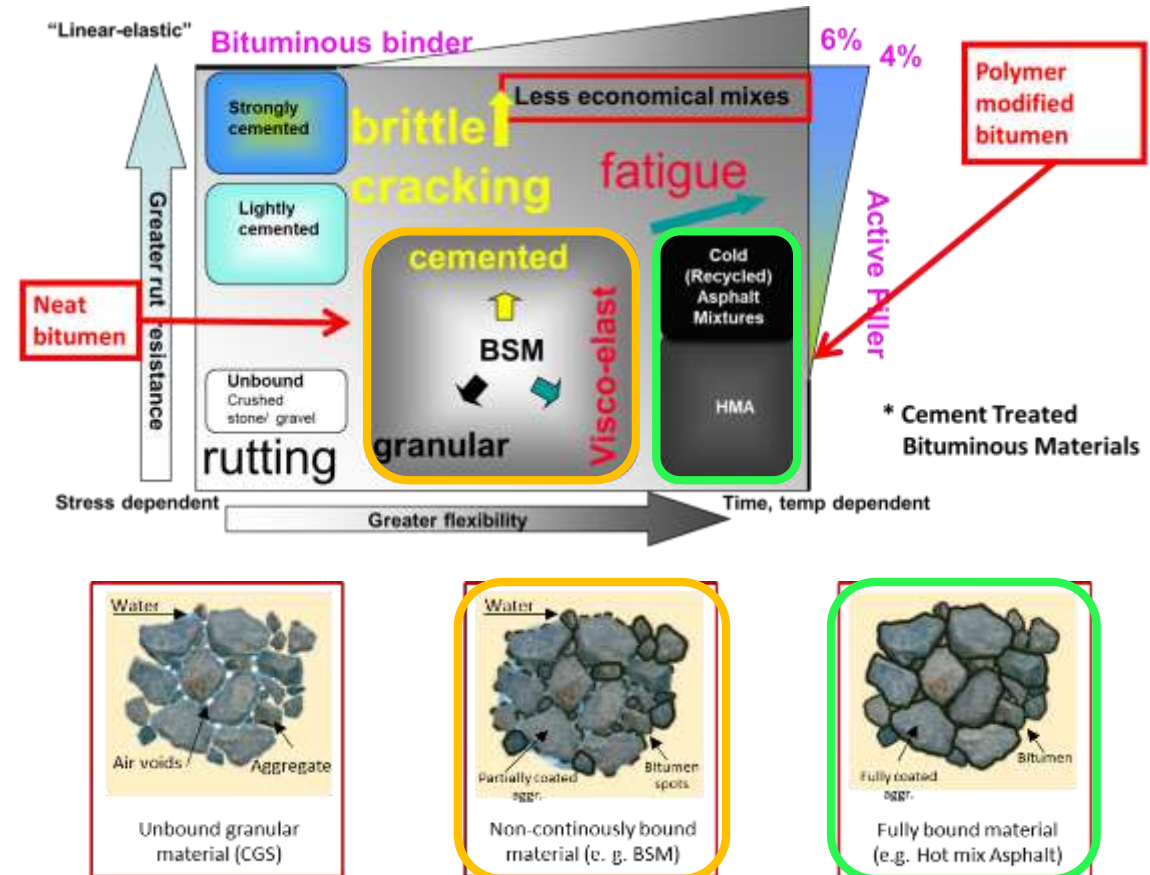 “Linear-elastic”
Bituminous binder
6%
4%
Polymer
modified
bitumen
Strongly
cemented
brittle
cracking
Less economical mixes
fatigue
Greater rut resistance
Lightly
cemented
Active Filler
cemented
BSM
granular
Visco-elast
Cold
(Recycled)
Asphalt
Mixtures
HMA
Neat
bitumen
Unbound
Crushed
stone/ gravel
rutting
* Cement Treated
Bituminous Materials
Stress dependent
Time, temp dependent
Greater flexibility
Water
Air voids
Aggregate
Unbound granular
material (CGS)
Water
Partially coated
aggr.
Bitumen
spots
Non-continously bound
material (e. g. BSM)
Fully coated
aggr.
Bitumen
Fully bound material
(e.g. Hot mix Asphalt)